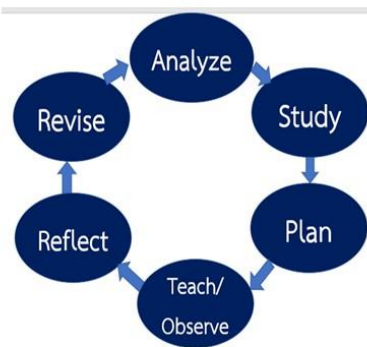 Analyze
Study
Plan
Teach/
Observe
Reflect
Revise